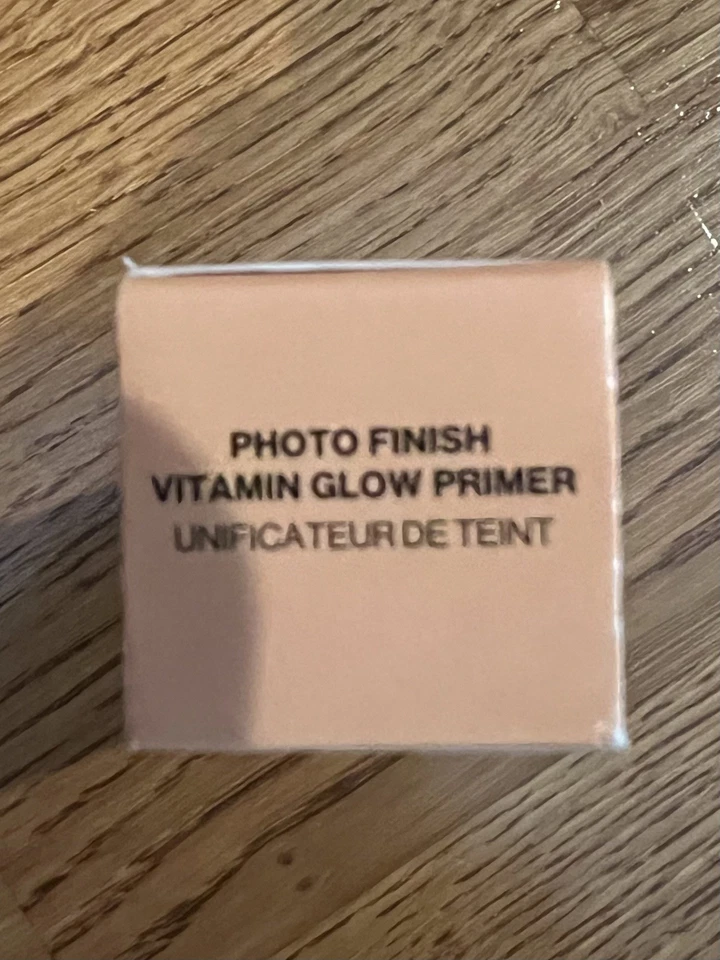 PHOTO FINISH
VITAMIN GLOW PRIMER
UNIFICATEUR DE TEINT